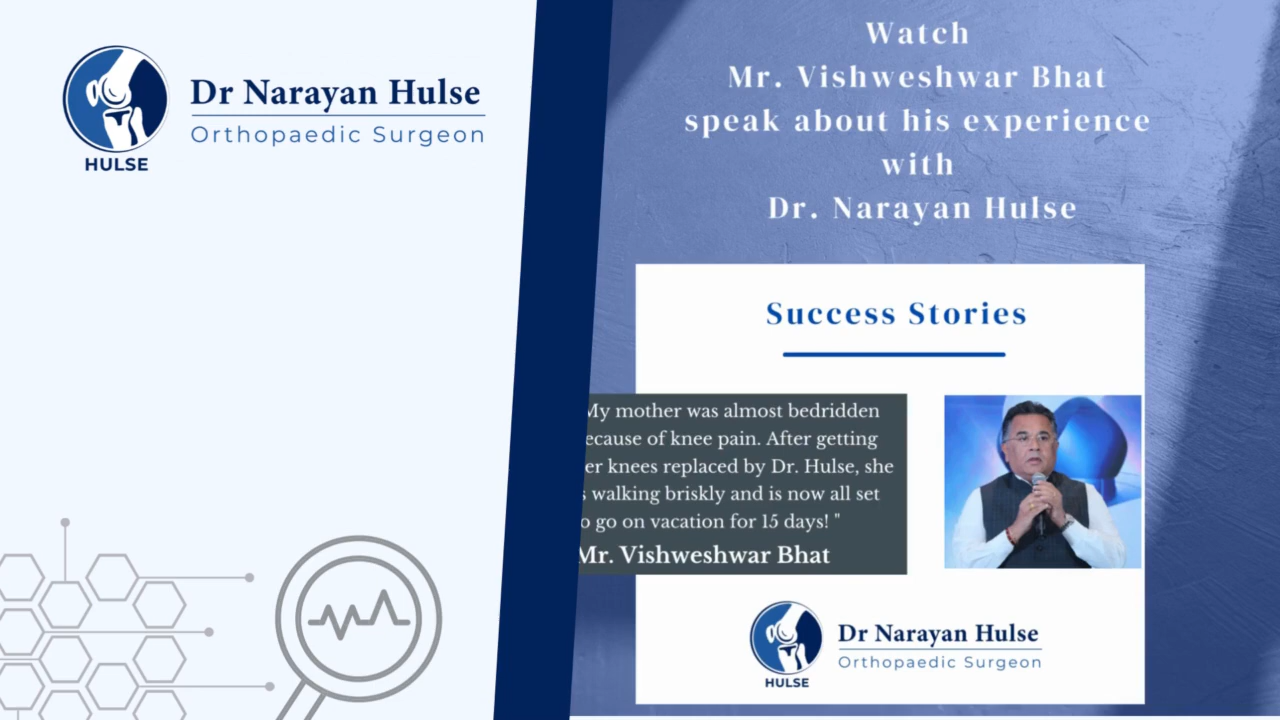 Dr Narayan Hulse
Orthopaedic Surgeon
HULSE
Watch
Mr. Vishweshwar Bhat
speak about his experience
with
Dr. Narayan Hulse
Success Stories
My mother was almost bedridden
ecause of knee pain. After getting
er knees replaced by Dr. Hulse, she
s walking briskly and is now all set
o go on vacation for 15 days! "
Mr. Vishweshwar Bhat
Dr Narayan Hulse
Orthopaedic Surgeon
HULSE